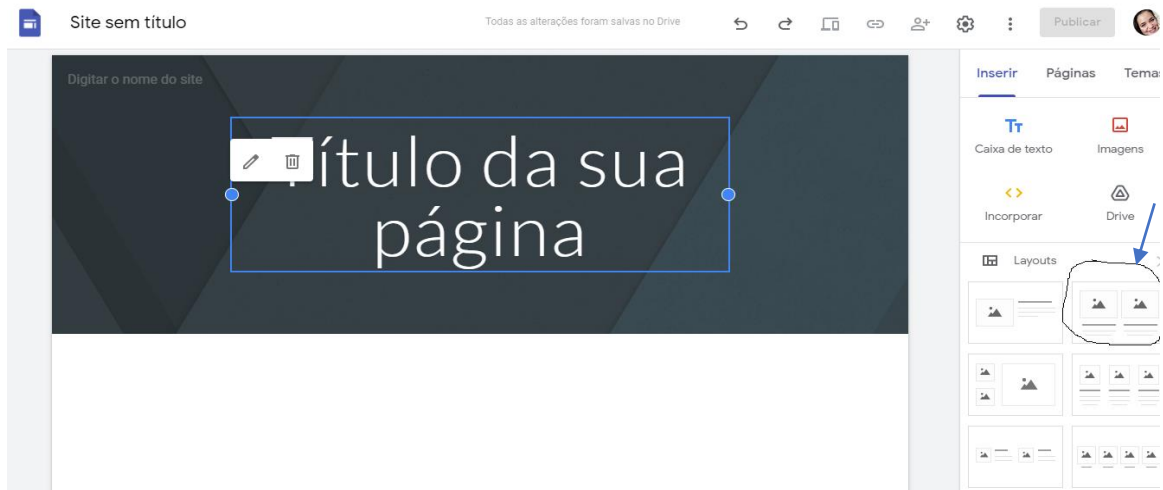 Site sem título
Todas as alterações foram salvas no Drive
Publicar
Digitar o nome do site
Título da sua
página
Inserir Páginas Temas
Caixa de texto Imagens
Incorporar Drive
Layouts